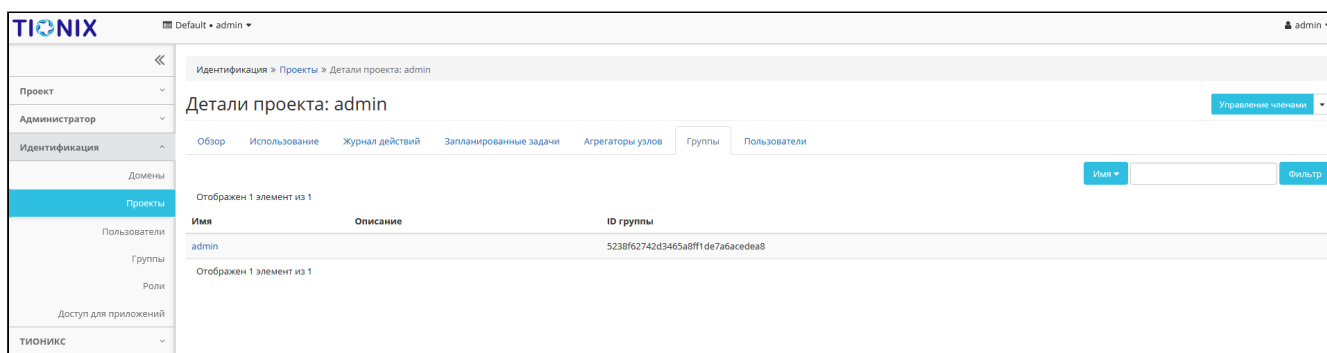 TIONIX
Default • admin
admin
Идентификация » Проекты » Детали проекта: admin
Проект
Администратор
Идентификация
Домены
Проекты
Пользователи
Группы
Роли
Доступ для приложений
ТИОНИКС
Детали проекта: admin
Управление членами
Обзор Использование Журнал действий Запланированные задачи Агрегаторы узлов Группы Пользователи
Имя Фильтр
Отображен 1 элемент из 1
Имя Описание ID группы
admin 5238f62742d3465a8ff1de7a6acedea8
Отображен 1 элемент из 1